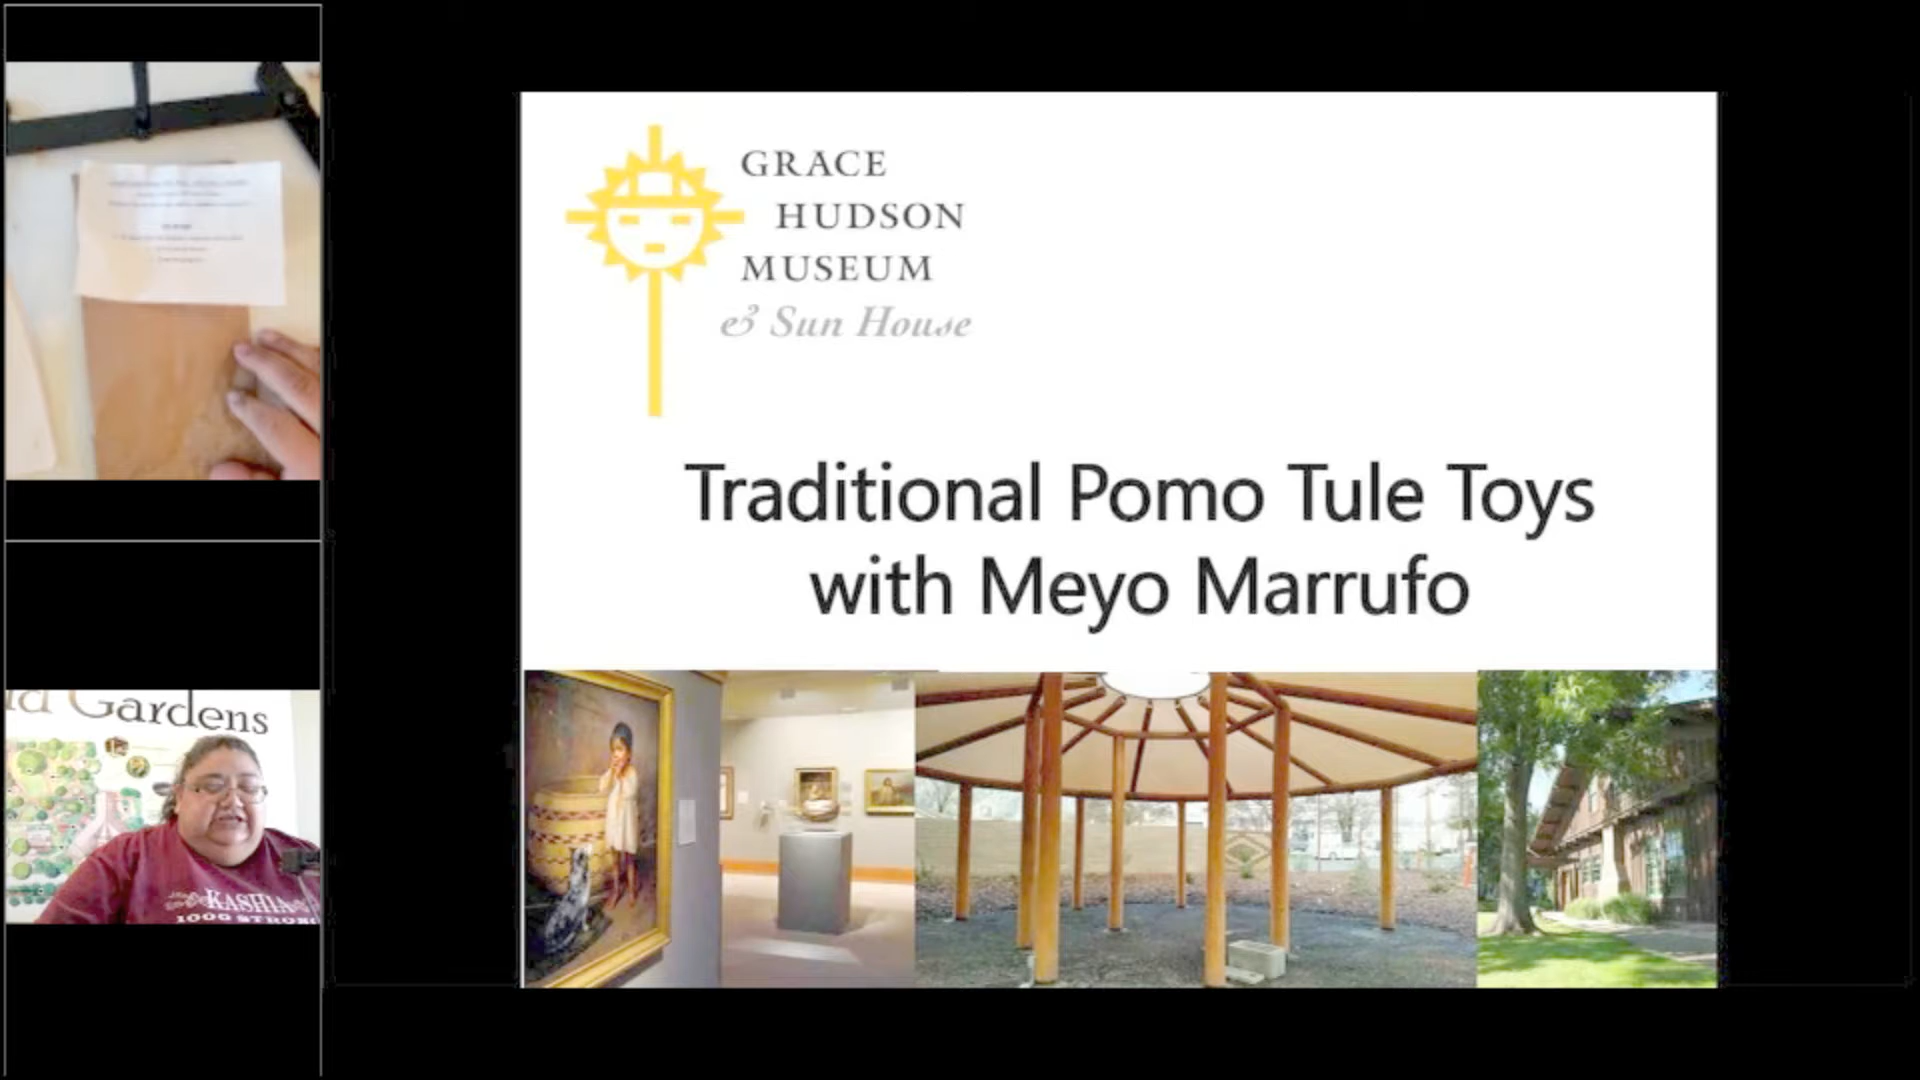 GRACE
HUDSON
MUSEUM
& Sun House
Traditional Pomo Tule Toys
with Meyo Marrufo
Gardens
KASHIA
1000 STRONG